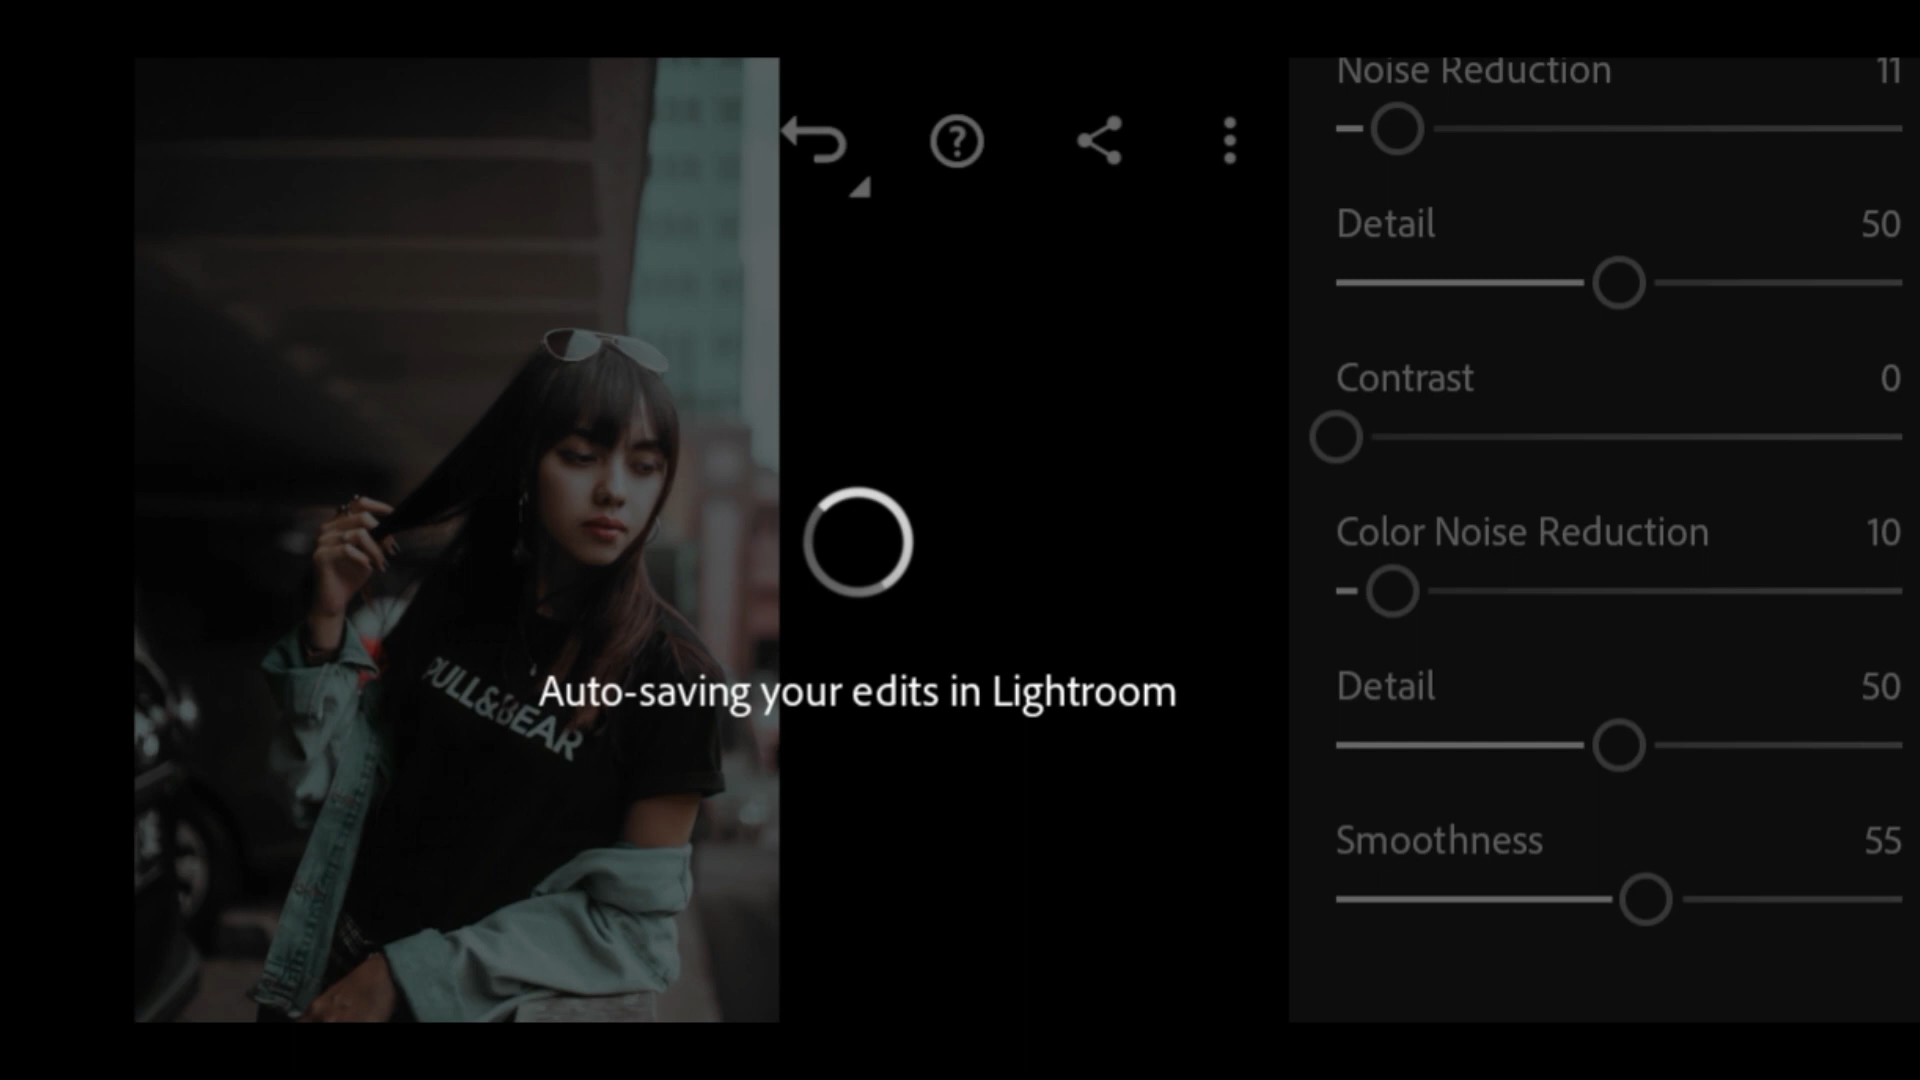 Noise Reduction 11
Detail 50
Contrast 0
Color Noise Reduction 10
Detail 50
Smoothness 55
PULL&BEAR
Auto-saving your edits in Lightroom